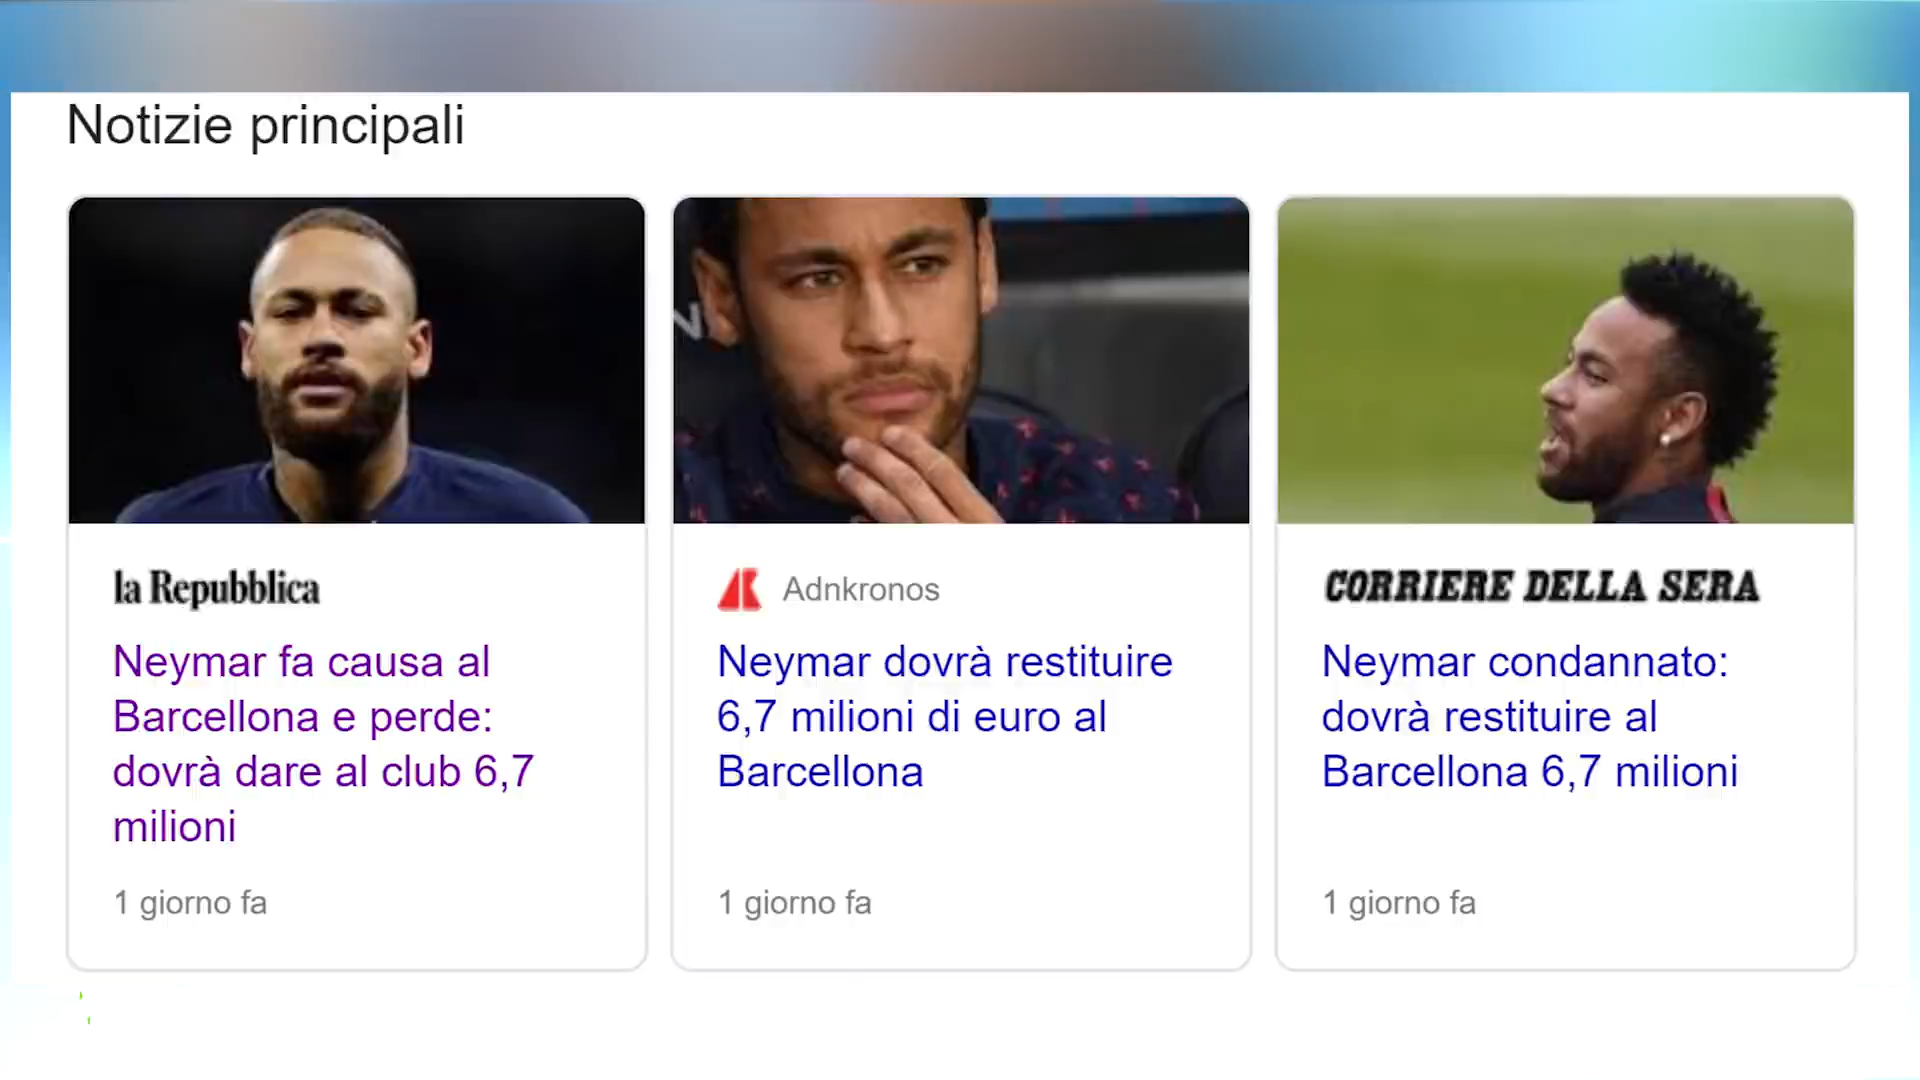 Notizie principali
la Repubblica
Neymar fa causa al
Barcellona e perde:
dovrà dare al club 6,7
milioni
1 giorno fa
Adnkronos
Neymar dovrà restituire
6,7 milioni di euro al
Barcellona
1 giorno fa
CORRIERE DELLA SERA
Neymar condannato:
dovrà restituire al
Barcellona 6,7 milioni
1 giorno fa